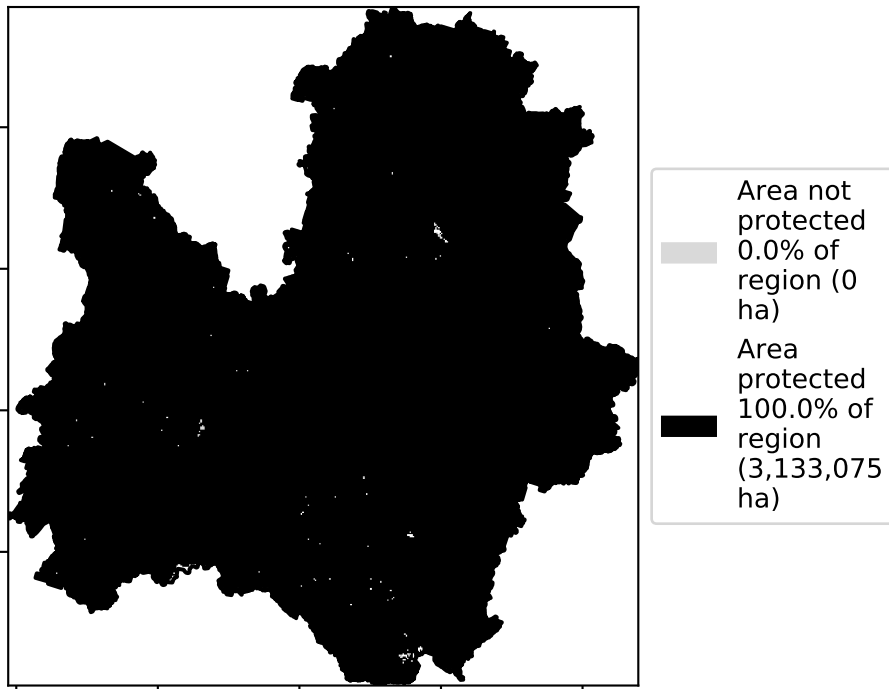 Area not
protected
0.0% of
region (0
ha)
Area
protected
100.0% of
region
(3,133,075
ha)